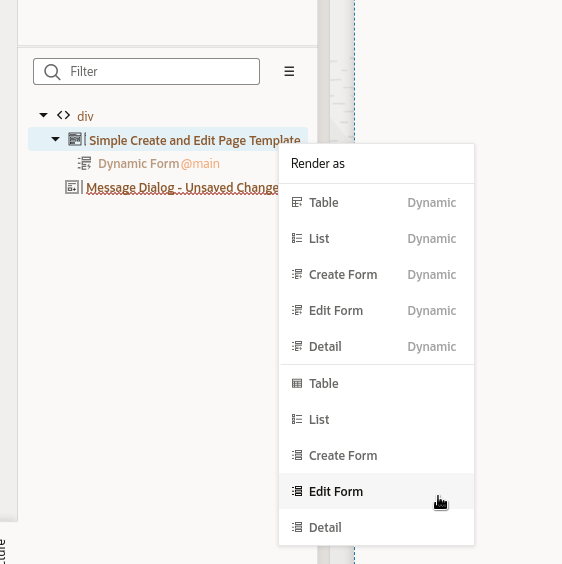 Filter
div
Simple Create and Edit Page Template
Dynamic Form @main
Message Dialog - Unsaved Change
Render as
Table Dynamic
List Dynamic
Create Form Dynamic
Edit Form Dynamic
Detail Dynamic
Table
List
Create Form
Edit Form
Detail